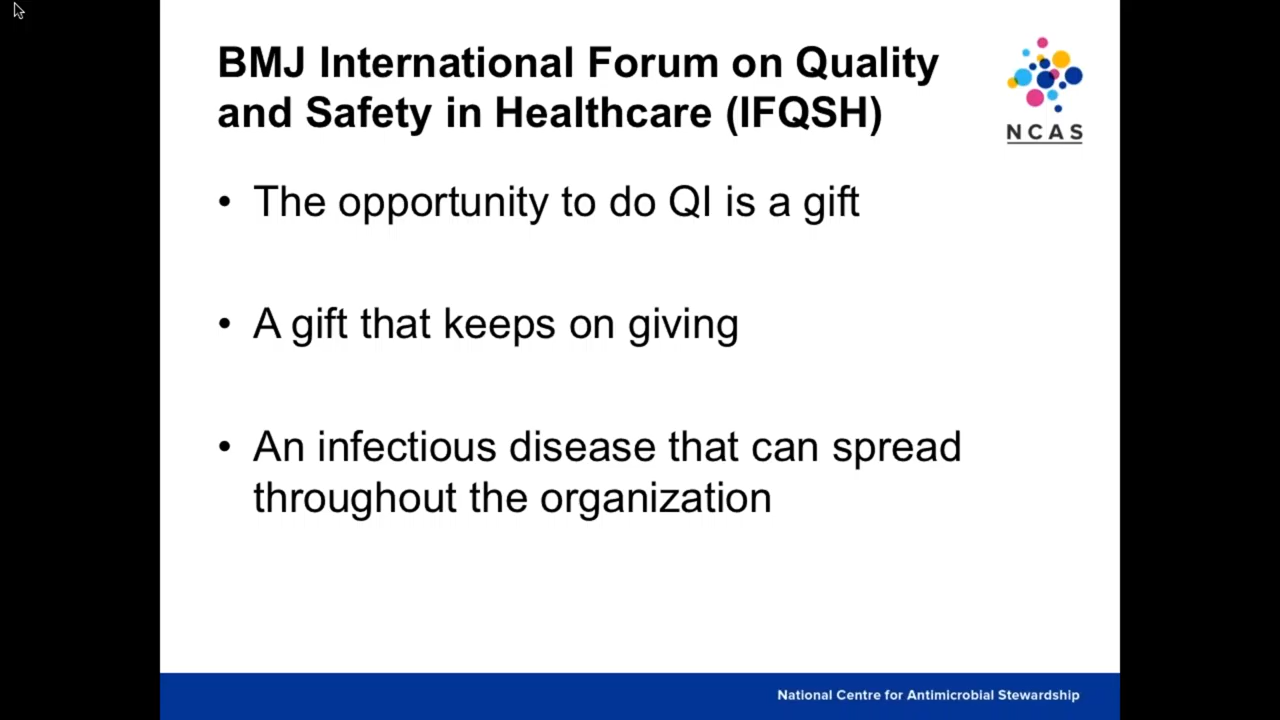 BMJ International Forum on Quality
and Safety in Healthcare (IFQSH)
NCAS
• The opportunity to do QI is a gift
• A gift that keeps on giving
• An infectious disease that can spread
throughout the organization
National Centre for Antimicrobial Stewardship